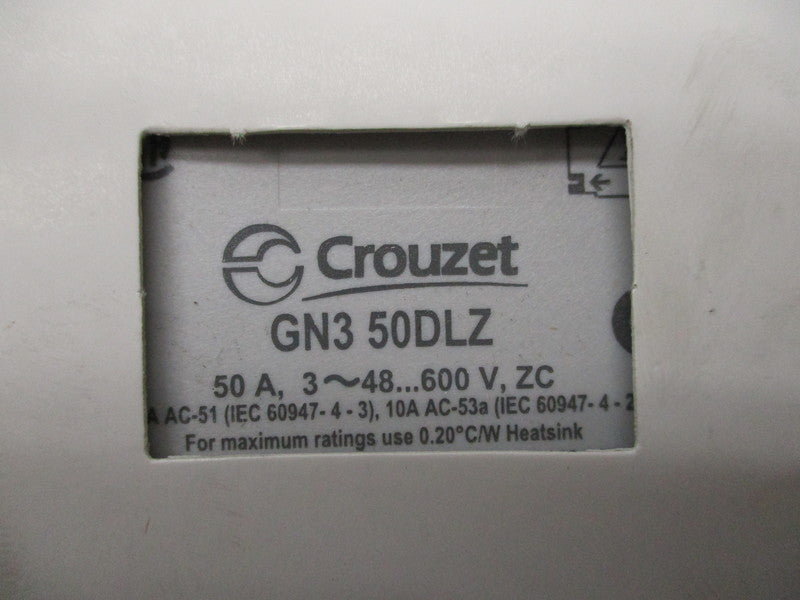 Crouzet
GN3 50DLZ
50 A, 3~48...600 V, ZC
A AC-51 (IEC 60947- 4 - 3), 10A AC-53a (IEC 60947- 4 - 2
For maximum ratings use 0.20°C/W Heatsink